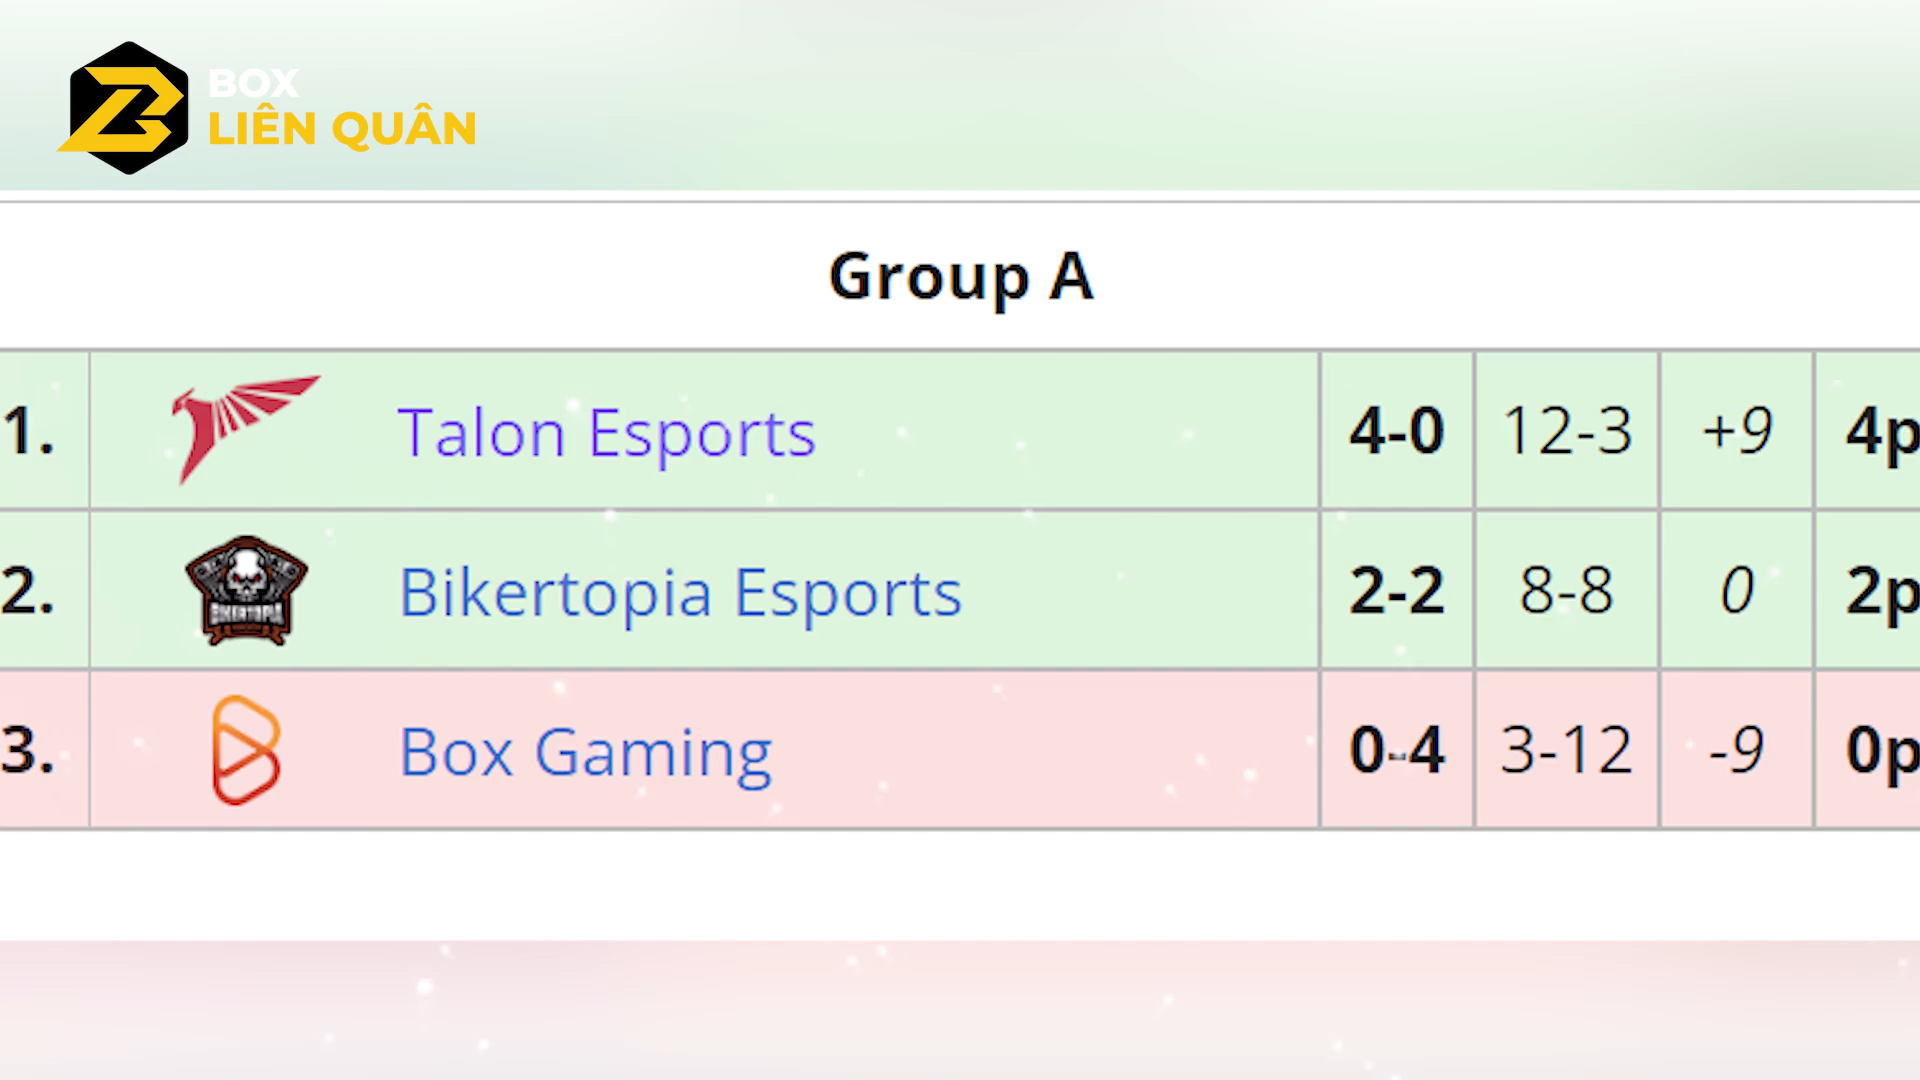 BOX
LIÊN QUÂN
Group A
1. Talon Esports 4-0 12-3 +9 4p
2. BIKERTOPIA Bikertopia Esports 2-2 8-8 0 2p
3. Box Gaming 0-4 3-12 -9 0p